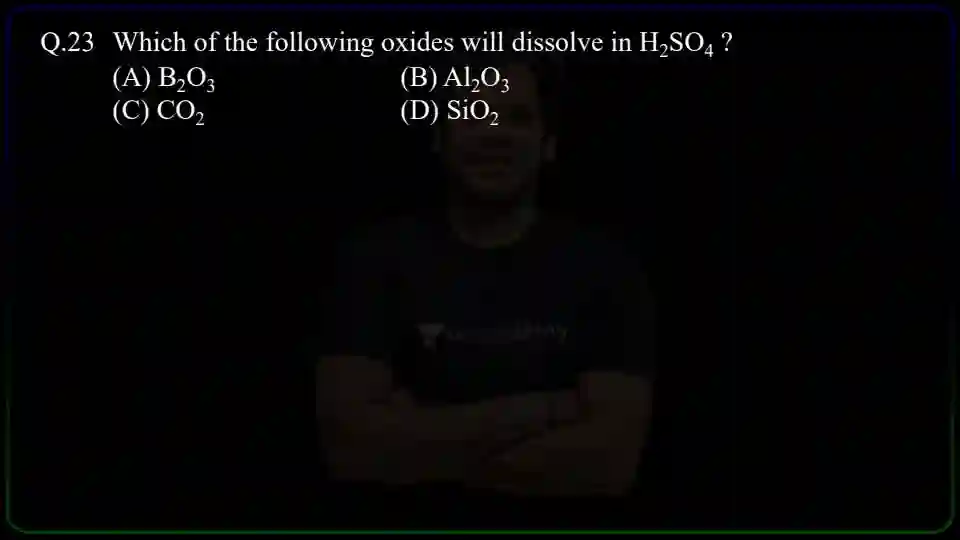 Q.23 Which of the following oxides will dissolve in H₂SO₄ ?
(A) B₂O₃ (B) Al₂O₃
(C) CO₂ (D) SiO₂